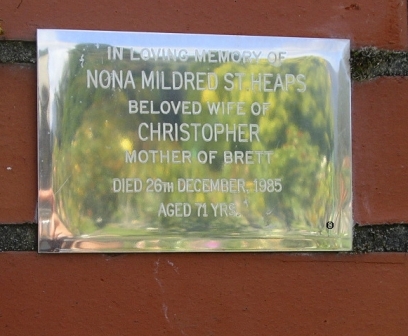 IN LOVING MEMORY OF
NONA MILDRED ST.HEAPS
BELOVED WIFE OF
CHRISTOPHER
MOTHER OF BRETT
DIED 26TH DECEMBER, 1985
AGED 71 YRS.